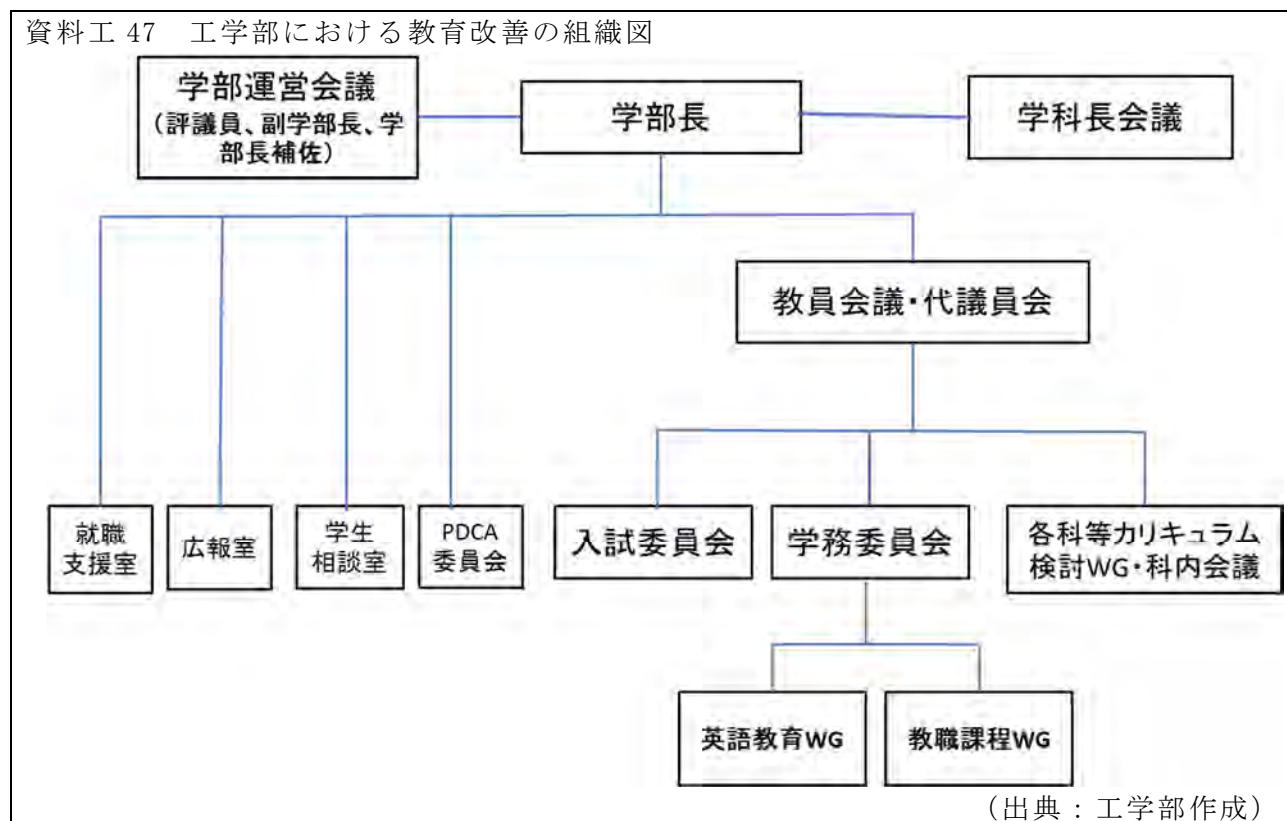 資料工 47　工学部における教育改善の組織図
学部運営会議
(評議員、副学部長、学
部長補佐)
学部長
学科長会議
教員会議・代議員会
就職
支援室
広報室
学生
相談室
PDCA
委員会
入試委員会
学務委員会
各科等カリキュラム
検討WG・科内会議
英語教育WG
教職課程WG
（出典：工学部作成）